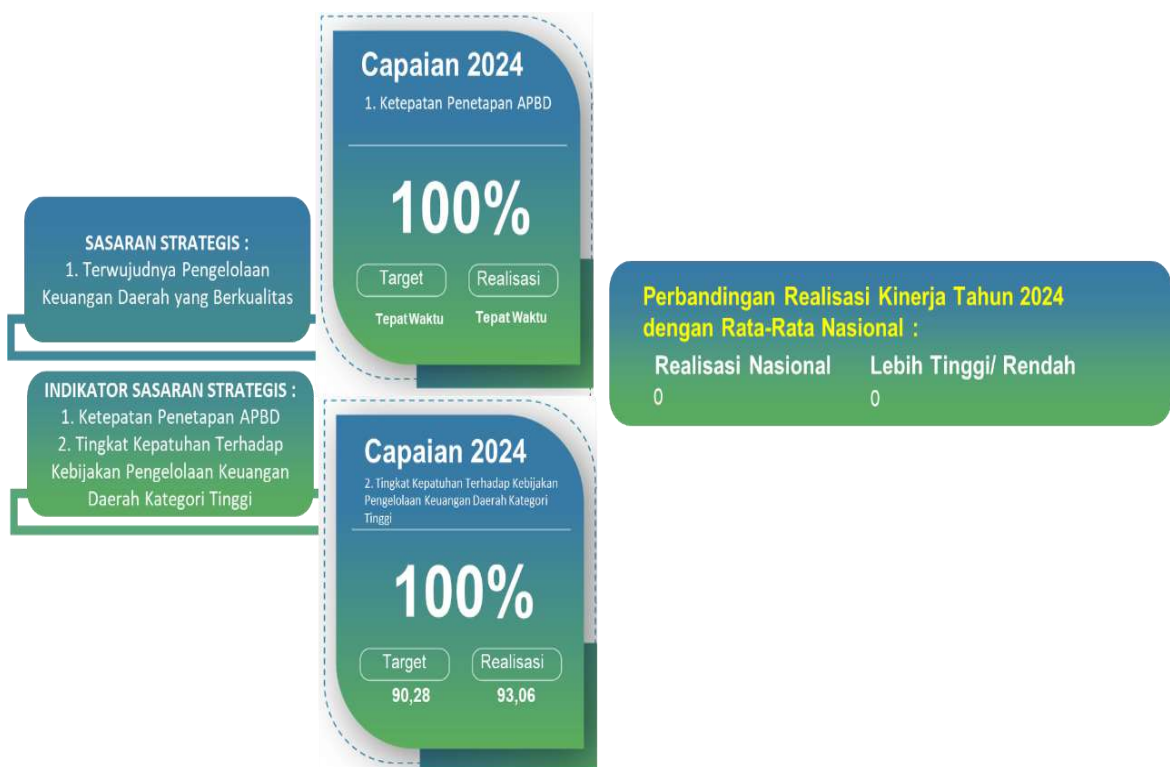 SASARAN STRATEGIS :
1. Terwujudnya Pengelolaan
Keuangan Daerah yang Berkualitas
INDIKATOR SASARAN STRATEGIS :
1. Ketepatan Penetapan APBD
2. Tingkat Kepatuhan Terhadap
Kebijakan Pengelolaan Keuangan
Daerah Kategori Tinggi
Capaian 2024
1. Ketepatan Penetapan APBD
100%
Target Realisasi
Tepat Waktu Tepat Waktu
Capaian 2024
2. Tingkat Kepatuhan Terhadap Kebijakan
Pengelolaan Keuangan Daerah Kategori
Tinggi
100%
Target Realisasi
90,28 93,06
Perbandingan Realisasi Kinerja Tahun 2024
dengan Rata-Rata Nasional :
Realisasi Nasional Lebih Tinggi/ Rendah
0 0